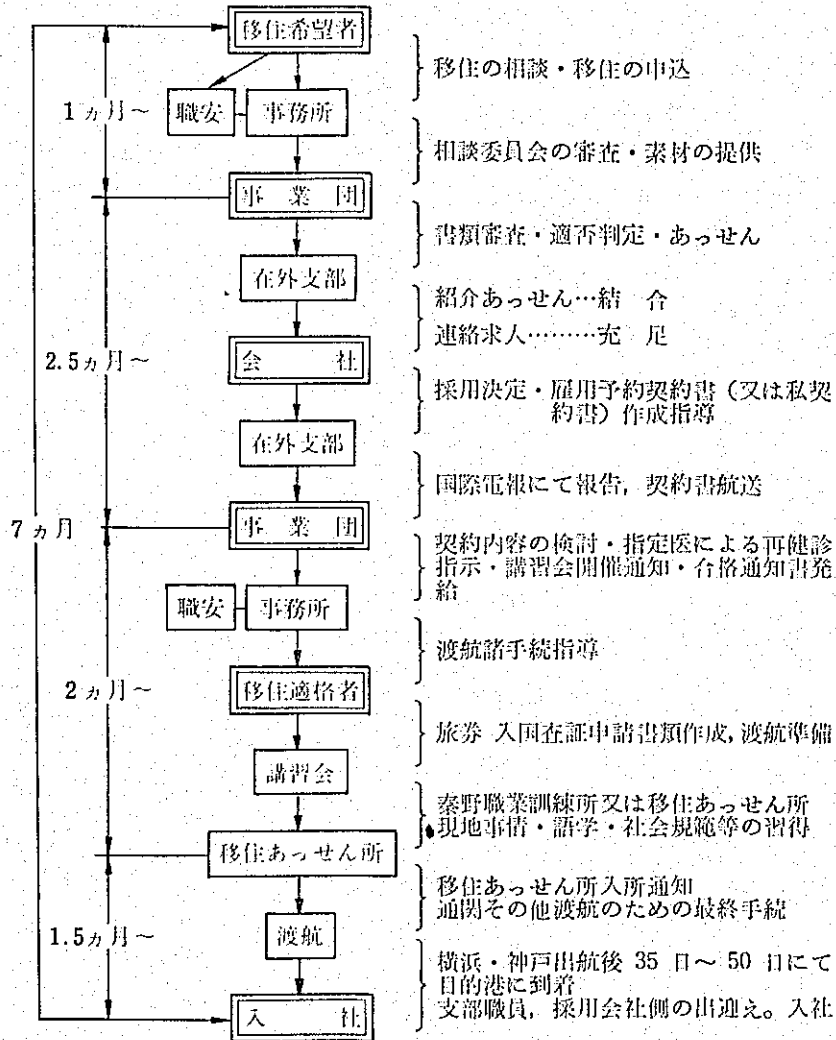 移住希望者
移住の相談・移住の申込
1ヵ月～
職安
事務所
相談委員会の審査・素材の提供
事業団
書類審査・適否判定・あっせん
在外支部
紹介あっせん…結 合
連絡求人………充 足
2.5ヵ月～
会 社
採用決定・雇用予約契約書（又は私契
約書）作成指導
在外支部
国際電報にて報告，契約書航送
7ヵ月
事業団
契約内容の検討・指定医による再健診
指示・講習会開催通知・合格通知書発
給
職安
事務所
渡航諸手続指導
2ヵ月～
移住適格者
旅券 入国査証申請書類作成，渡航準備
講習会
秦野職業訓練所又は移住あっせん所
現地事情・語学・社会規範等の習得
移住あっせん所
移住あっせん所入所通知
通関その他渡航のための最終手続
1.5ヵ月～
渡航
横浜・神戸出航後 35 日～ 50 日にて
目的港に到着
支部職員，採用会社側の出迎え。入社
入 社